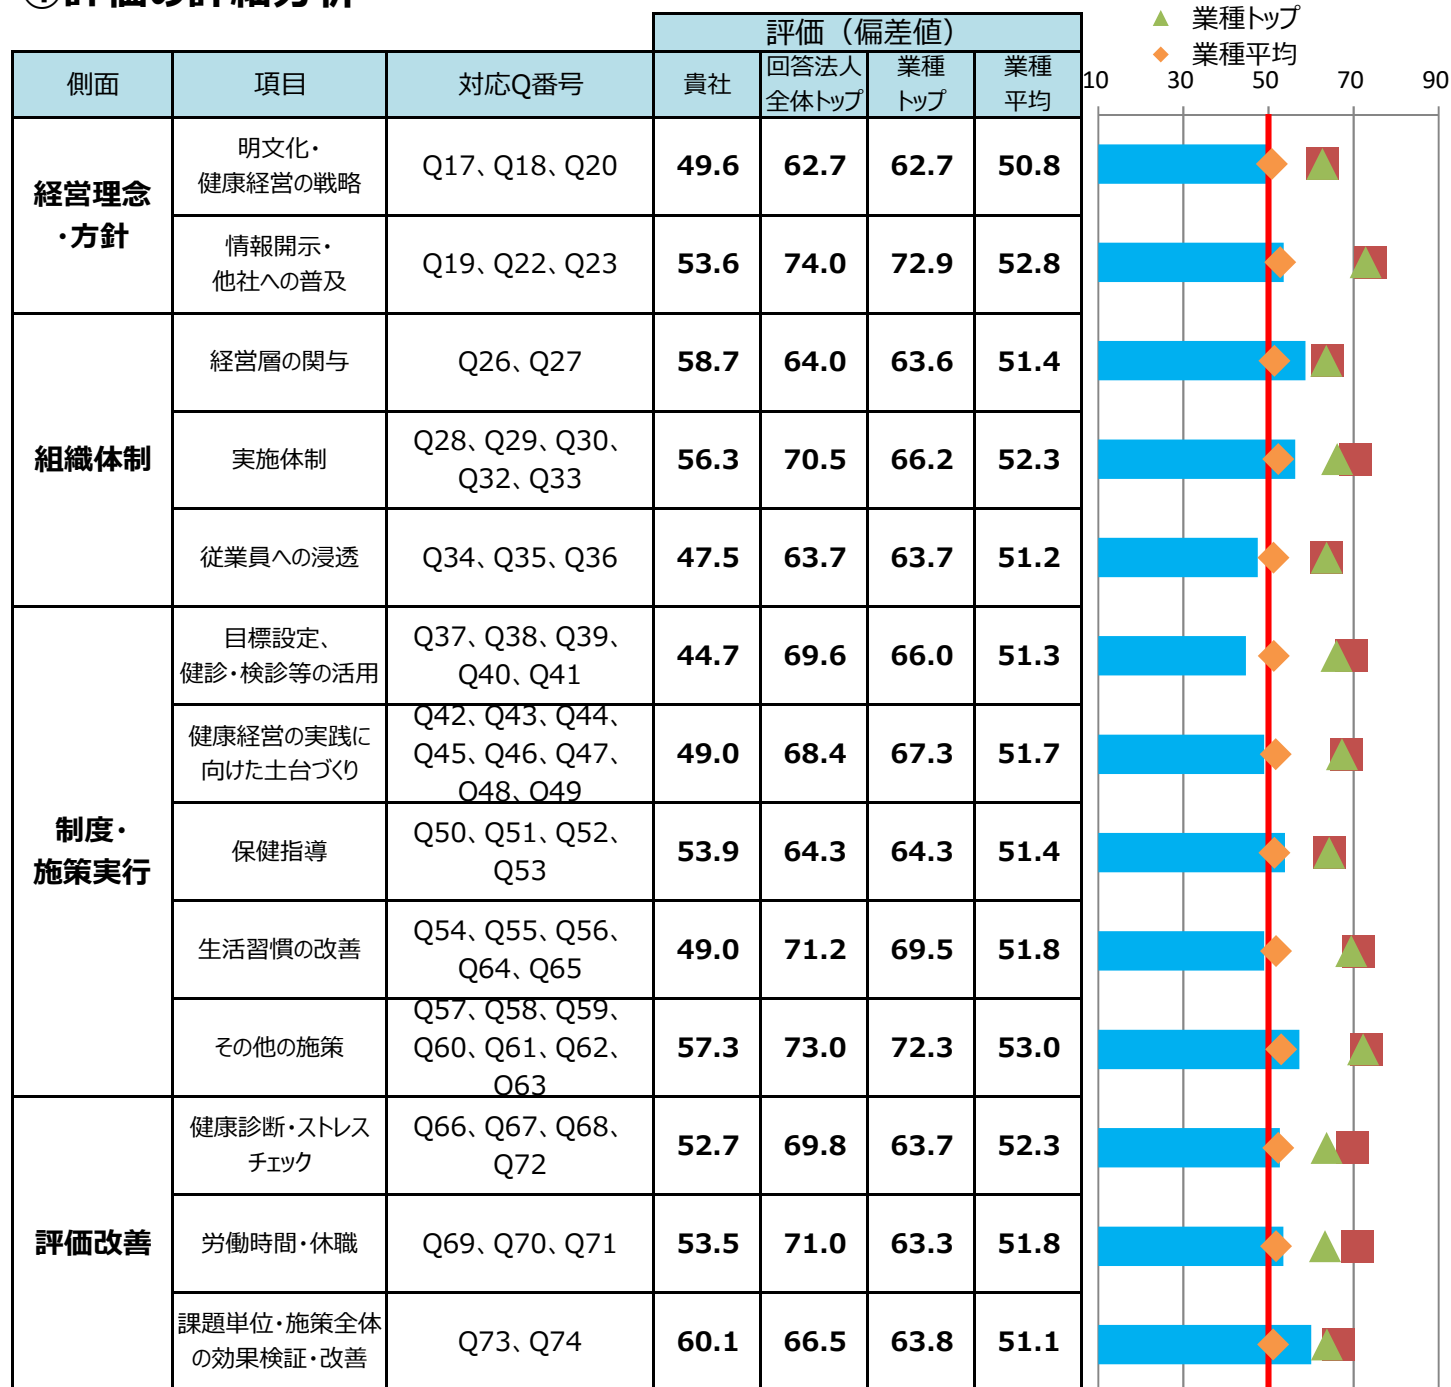 ①評価の詳細分析
▲ 業種トップ
◆ 業種平均
評価（偏差値）
側面 項目 対応Q番号 貴社 回答法人 業種 業種
全体トップ トップ 平均
10 30 50 70 90
経営理念
・方針
明文化・
健康経営の戦略
Q17、Q18、Q20 49.6 62.7 62.7 50.8
情報開示・
他社への普及
Q19、Q22、Q23 53.6 74.0 72.9 52.8
組織体制
経営層の関与 Q26、Q27 58.7 64.0 63.6 51.4
実施体制
Q28、Q29、Q30、
Q32、Q33
56.3 70.5 66.2 52.3
従業員への浸透 Q34、Q35、Q36 47.5 63.7 63.7 51.2
制度・
施策実行
目標設定、
健診・検診等の活用
Q37、Q38、Q39、
Q40、Q41
44.7 69.6 66.0 51.3
健康経営の実践に
向けた土台づくり
Q42、Q43、Q44、
Q45、Q46、Q47、
Q48、Q49
49.0 68.4 67.3 51.7
保健指導
Q50、Q51、Q52、
Q53
53.9 64.3 64.3 51.4
生活習慣の改善
Q54、Q55、Q56、
Q64、Q65
49.0 71.2 69.5 51.8
その他の施策
Q57、Q58、Q59、
Q60、Q61、Q62、
Q63
57.3 73.0 72.3 53.0
評価改善
健康診断・ストレス
チェック
Q66、Q67、Q68、
Q72
52.7 69.8 63.7 52.3
労働時間・休職 Q69、Q70、Q71 53.5 71.0 63.3 51.8
課題単位・施策全体
の効果検証・改善
Q73、Q74 60.1 66.5 63.8 51.1